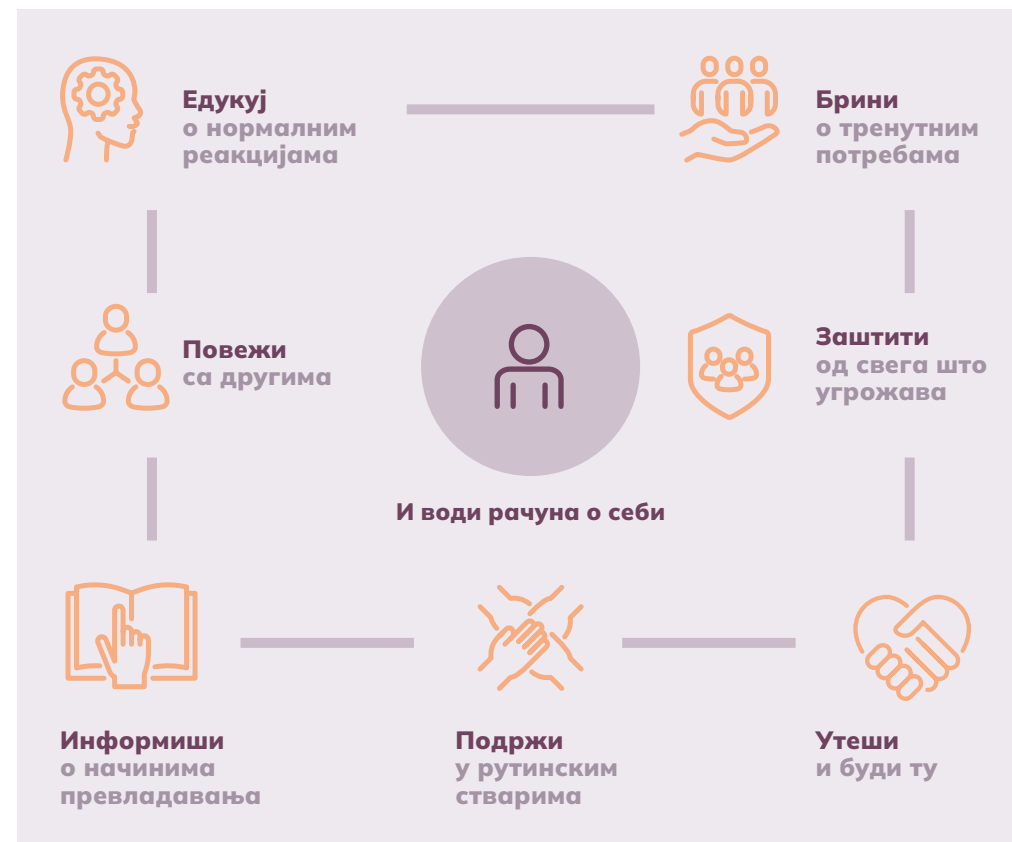 Едукуј
о нормалним
реакцијама
Брини
о тренутним
потребама
Повежи
са другима
Заштити
од свега што
угрожава
И води рачуна о себи
Информиши
о начинима
превладавања
Подржи
у рутинским
стварима
Утеши
и буди ту